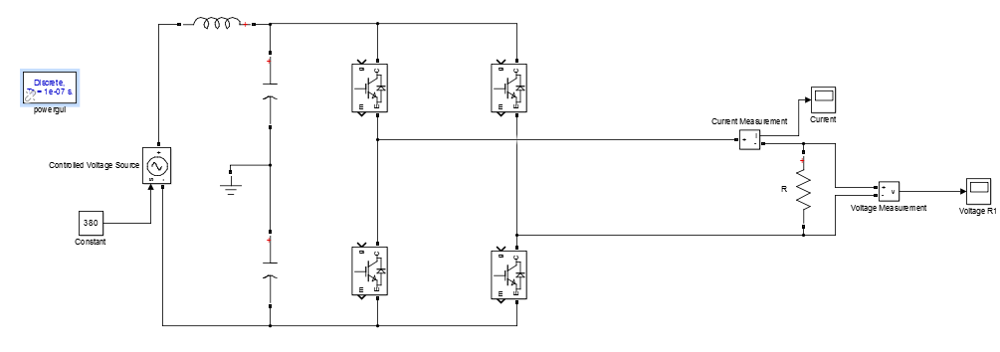 Discrete,
= 1e-07 s.
powergui
Controlled Voltage Source
+
s
-
380
Constant
+
+
+
g
C
m
E
g
C
m
E
g
C
m
E
g
C
m
E
Current Measurement
+
i
-
Current
+
R
+
-
v
Voltage Measurement
Voltage R1